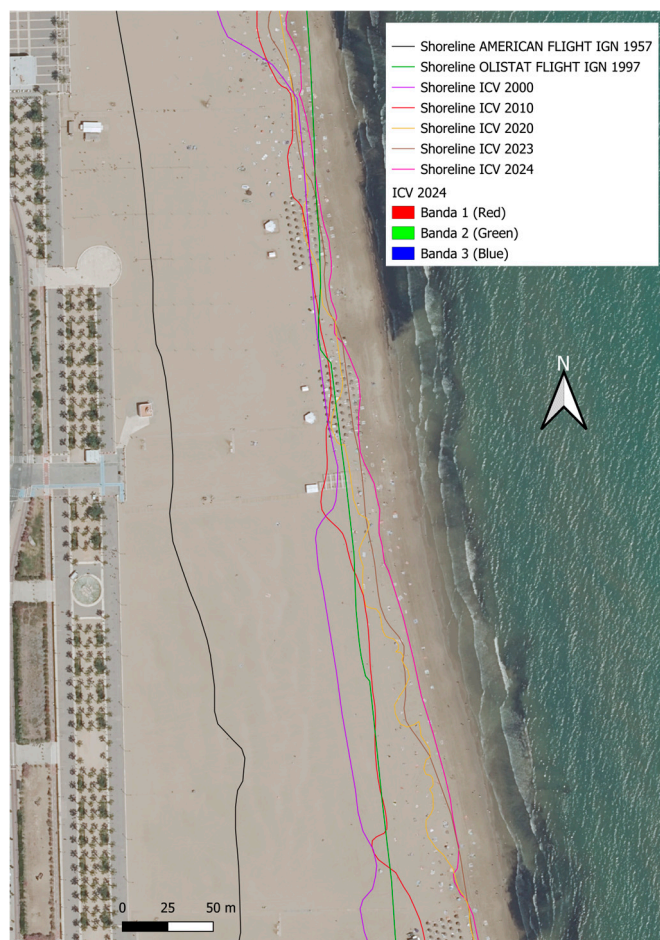 Shoreline AMERICAN FLIGHT IGN 1957
Shoreline OLISTAT FLIGHT IGN 1997
Shoreline ICV 2000
Shoreline ICV 2010
Shoreline ICV 2020
Shoreline ICV 2023
Shoreline ICV 2024
ICV 2024
Banda 1 (Red)
Banda 2 (Green)
Banda 3 (Blue)
N
0 25 50 m